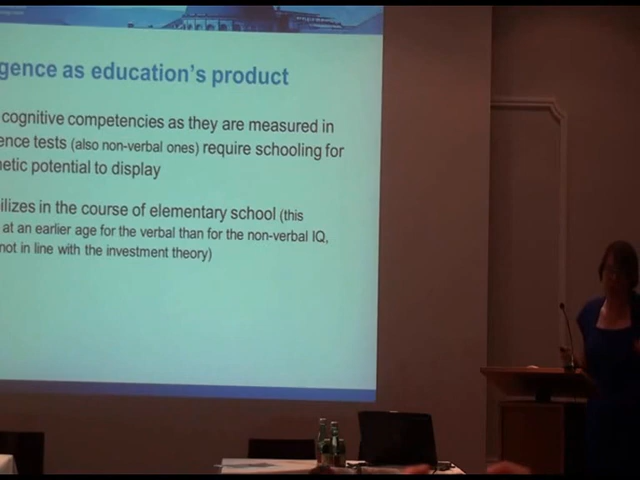 gence as education's product
cognitive competencies as they are measured in
ence tests (also non-verbal ones) require schooling for
netic potential to display
ilizes in the course of elementary school (this
at an earlier age for the verbal than for the non-verbal IQ,
not in line with the investment theory)